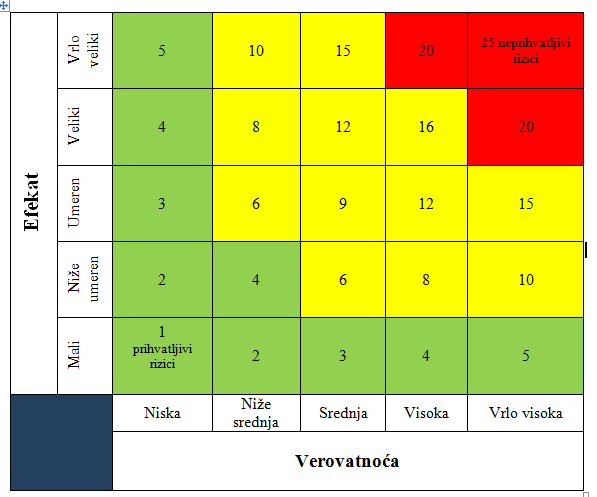 Efekat
Vrlo
veliki
5
10
15
20
25 neprihvatljivi
rizici
Veliki
4
8
12
16
20
Umeren
3
6
9
12
15
Niže
umeren
2
4
6
8
10
Mali
1
prihvatljivi
rizici
2
3
4
5
Niska
Niže
srednja
Srednja
Visoka
Vrlo visoka
Verovatnoća